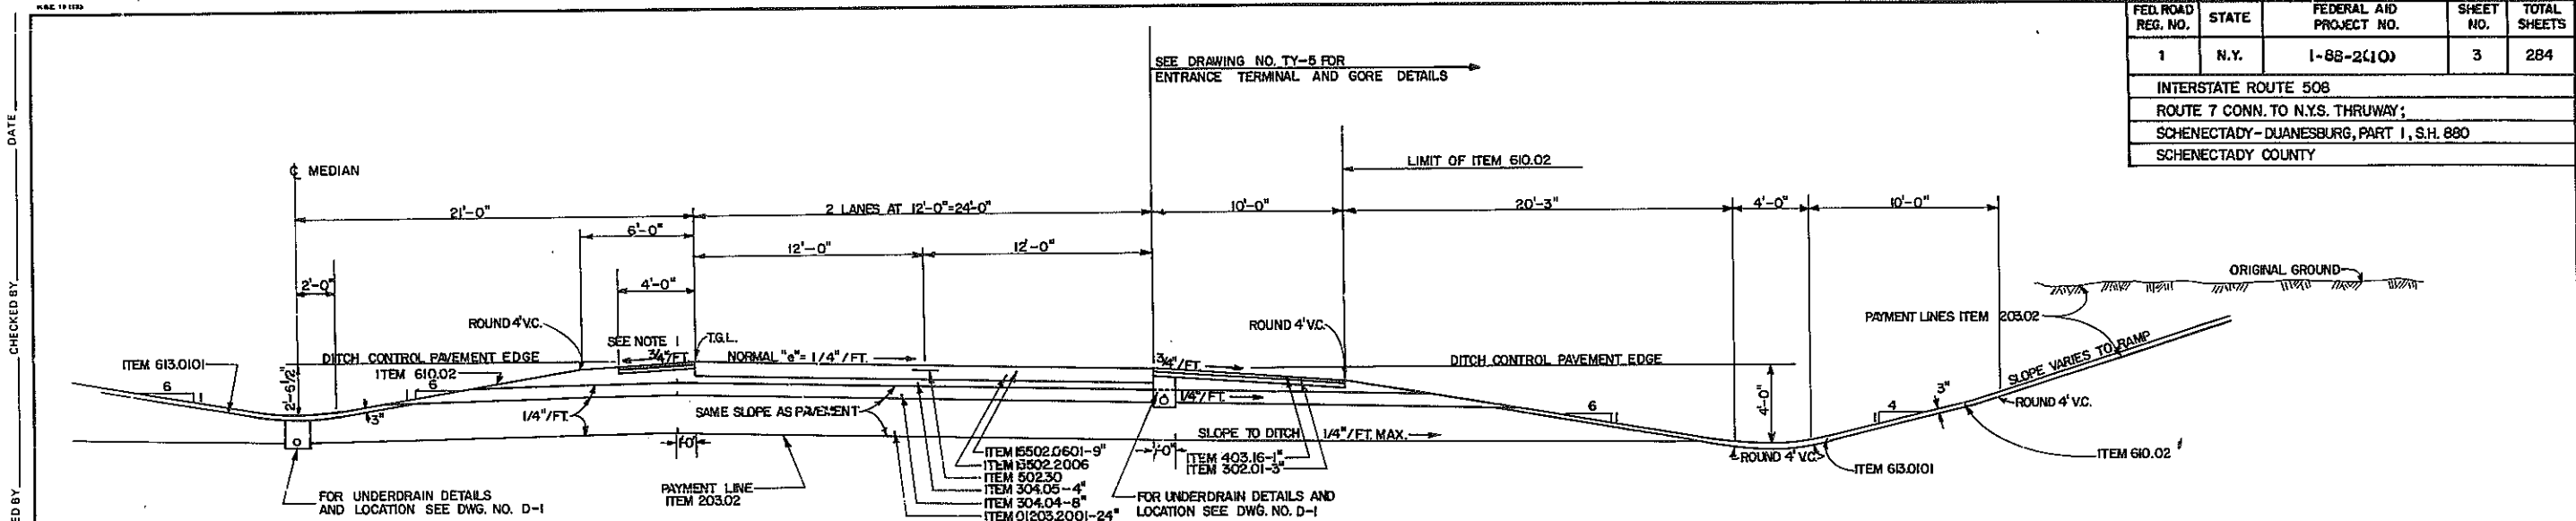 FED. ROAD REG. NO.
STATE
FEDERAL AID PROJECT NO.
SHEET NO.
TOTAL SHEETS
1
N.Y.
I-88-2(10)
3
284
INTERSTATE ROUTE 508
ROUTE 7 CONN. TO N.Y.S. THRUWAY;
SCHENECTADY-DUANESBURG, PART 1, S.H. 880
SCHENECTADY COUNTY
DATE
CHECKED BY
ED BY
SEE DRAWING NO. TY-5 FOR
ENTRANCE TERMINAL AND GORE DETAILS
LIMIT OF ITEM 610.02
℄ MEDIAN
21'-0"
2 LANES AT 12'-0"=24'-0"
10'-0"
20'-3"
4'-0"
10'-0"
6'-0"
12'-0"
12'-0"
2'-0"
4'-0"
ORIGINAL GROUND
PAYMENT LINES ITEM 203.02
ROUND 4' V.C.
SEE NOTE 1
T.G.L.
ROUND 4' V.C.
3/4"/FT.
NORMAL "e" = 1/4"/FT.
3/4"/FT.
DITCH CONTROL PAVEMENT EDGE
DITCH CONTROL PAVEMENT EDGE
SLOPE VARIES TO RAMP
ITEM 613.0101
ITEM 610.02
6
1
6
1
2'-6 1/2"
3"
1/4"/FT.
SAME SLOPE AS PAVEMENT
1/4"/FT.
4'-0"
6
1
4
1
3"
ROUND 4' V.C.
1'-0"
1'-0"
SLOPE TO DITCH 1/4"/FT. MAX.
ROUND 4' V.C.
ITEM 613.0101
ITEM 610.02
ITEM 15502.0601-9"
ITEM 15502.2006
ITEM 502.30
ITEM 304.05-4"
ITEM 304.04-8"
ITEM 01203.2001-24"
ITEM 403.16-1"
ITEM 302.01-3"
FOR UNDERDRAIN DETAILS
AND LOCATION SEE DWG. NO. D-1
PAYMENT LINE
ITEM 203.02
FOR UNDERDRAIN DETAILS AND
LOCATION SEE DWG. NO. D-1